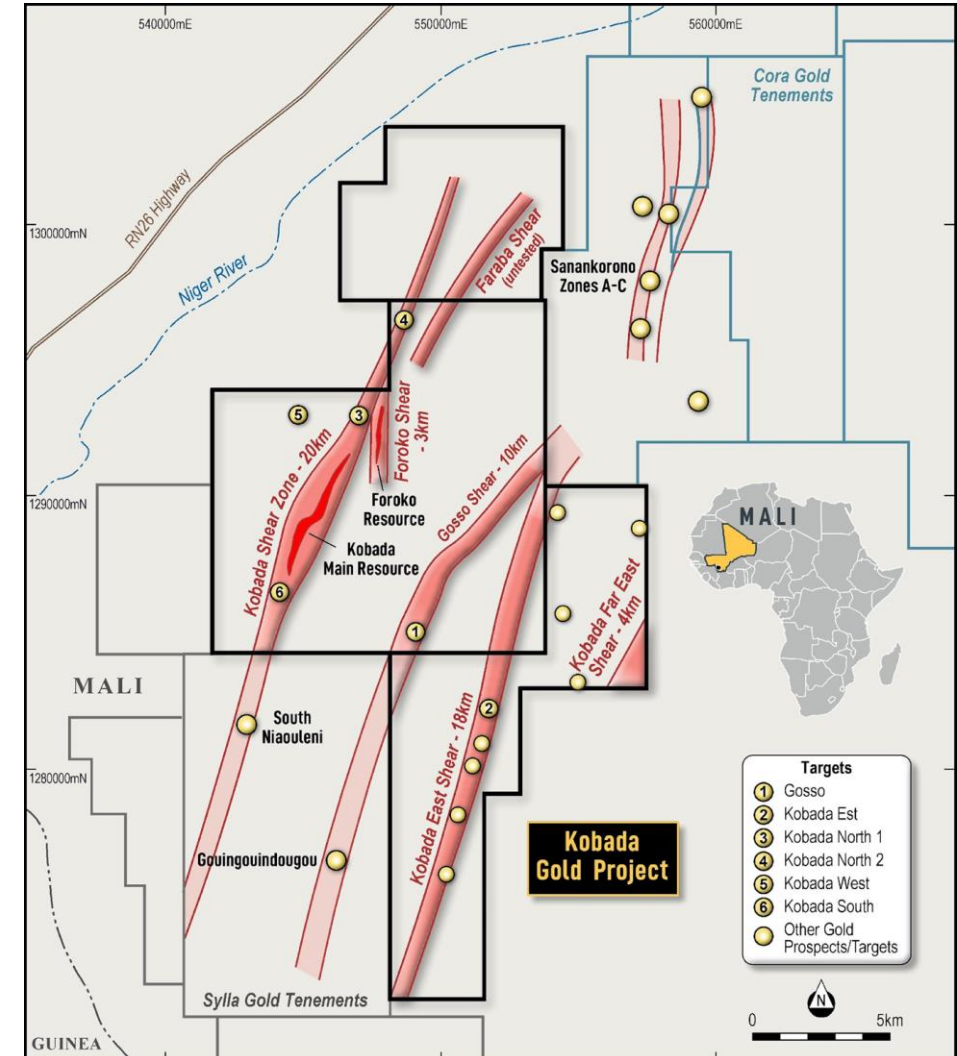 540000mE
550000mE
560000mE
Cora Gold
Tenements
RN26 Highway
Niger River
1300000mN
Faraba Shear
(untested)
Sanankorono
Zones A-C
4
5
3
Kobada Shear Zone - 20km
Foroko Shear
- 3km
Foroko
Resource
Kobada
Main Resource
Gosso Shear - 10km
1290000mN
MALI
6
1
Kobada Far East
Shear - 4km
MALI
South
Niaouleni
2
Kobada East Shear - 18km
1280000mN
Gouingouindougou
Kobada
Gold Project
Targets
1 Gosso
2 Kobada Est
3 Kobada North 1
4 Kobada North 2
5 Kobada West
6 Kobada South
Other Gold
Prospects/Targets
N
0 5km
Sylla Gold Tenements
GUINEA